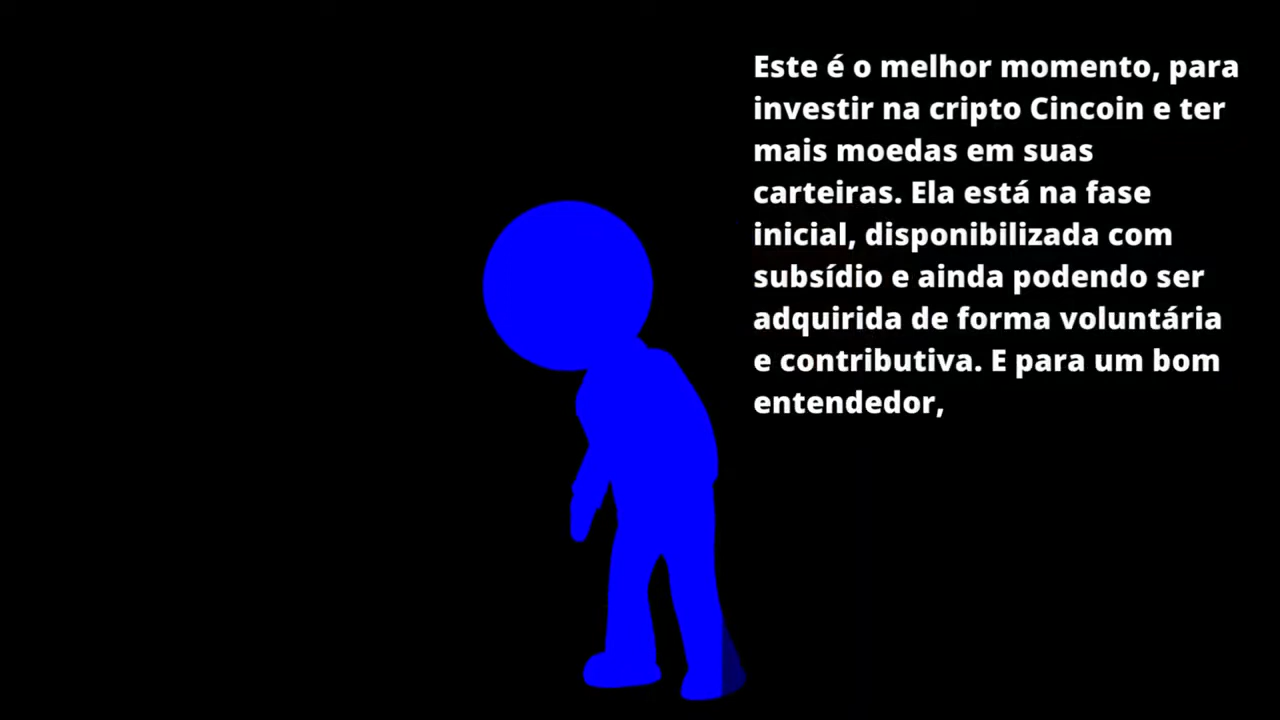 Este é o melhor momento, para
investir na cripto Cincoin e ter
mais moedas em suas
carteiras. Ela está na fase
inicial, disponibilizada com
subsídio e ainda podendo ser
adquirida de forma voluntária
e contributiva. E para um bom
entendedor,